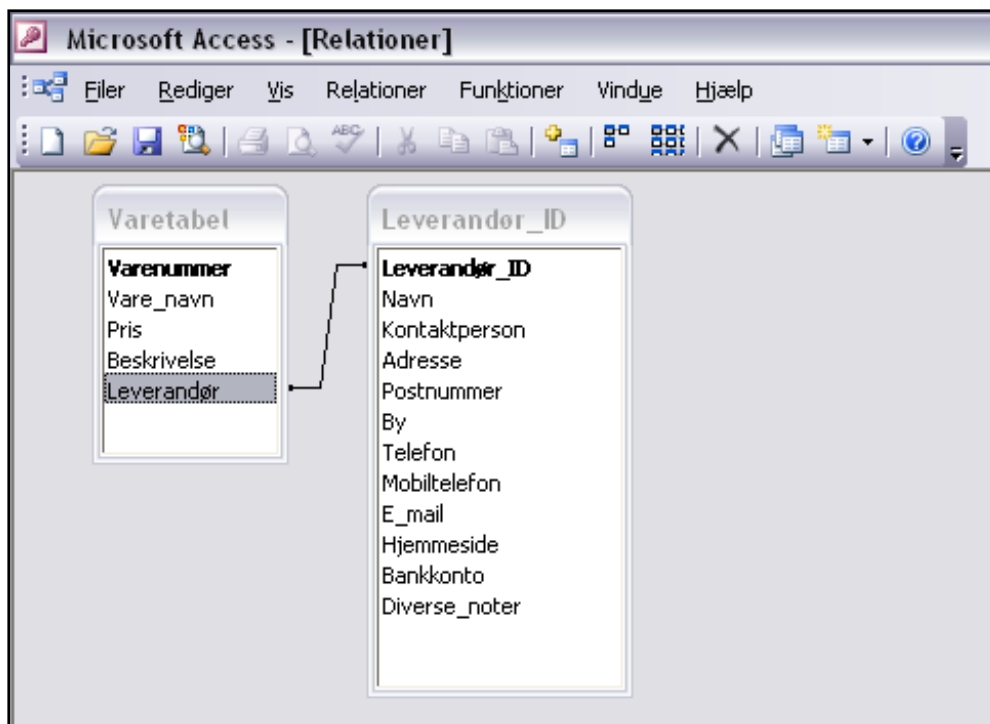 Microsoft Access - [Relationer]
Filer Rediger Vis Relationer Funktioner Vindue Hjælp
ABC
Varetabel
Varenummer
Vare_navn
Pris
Beskrivelse
Leverandør
Leverandør_ID
Leverandør_ID
Navn
Kontaktperson
Adresse
Postnummer
By
Telefon
Mobiltelefon
E_mail
Hjemmeside
Bankkonto
Diverse_noter